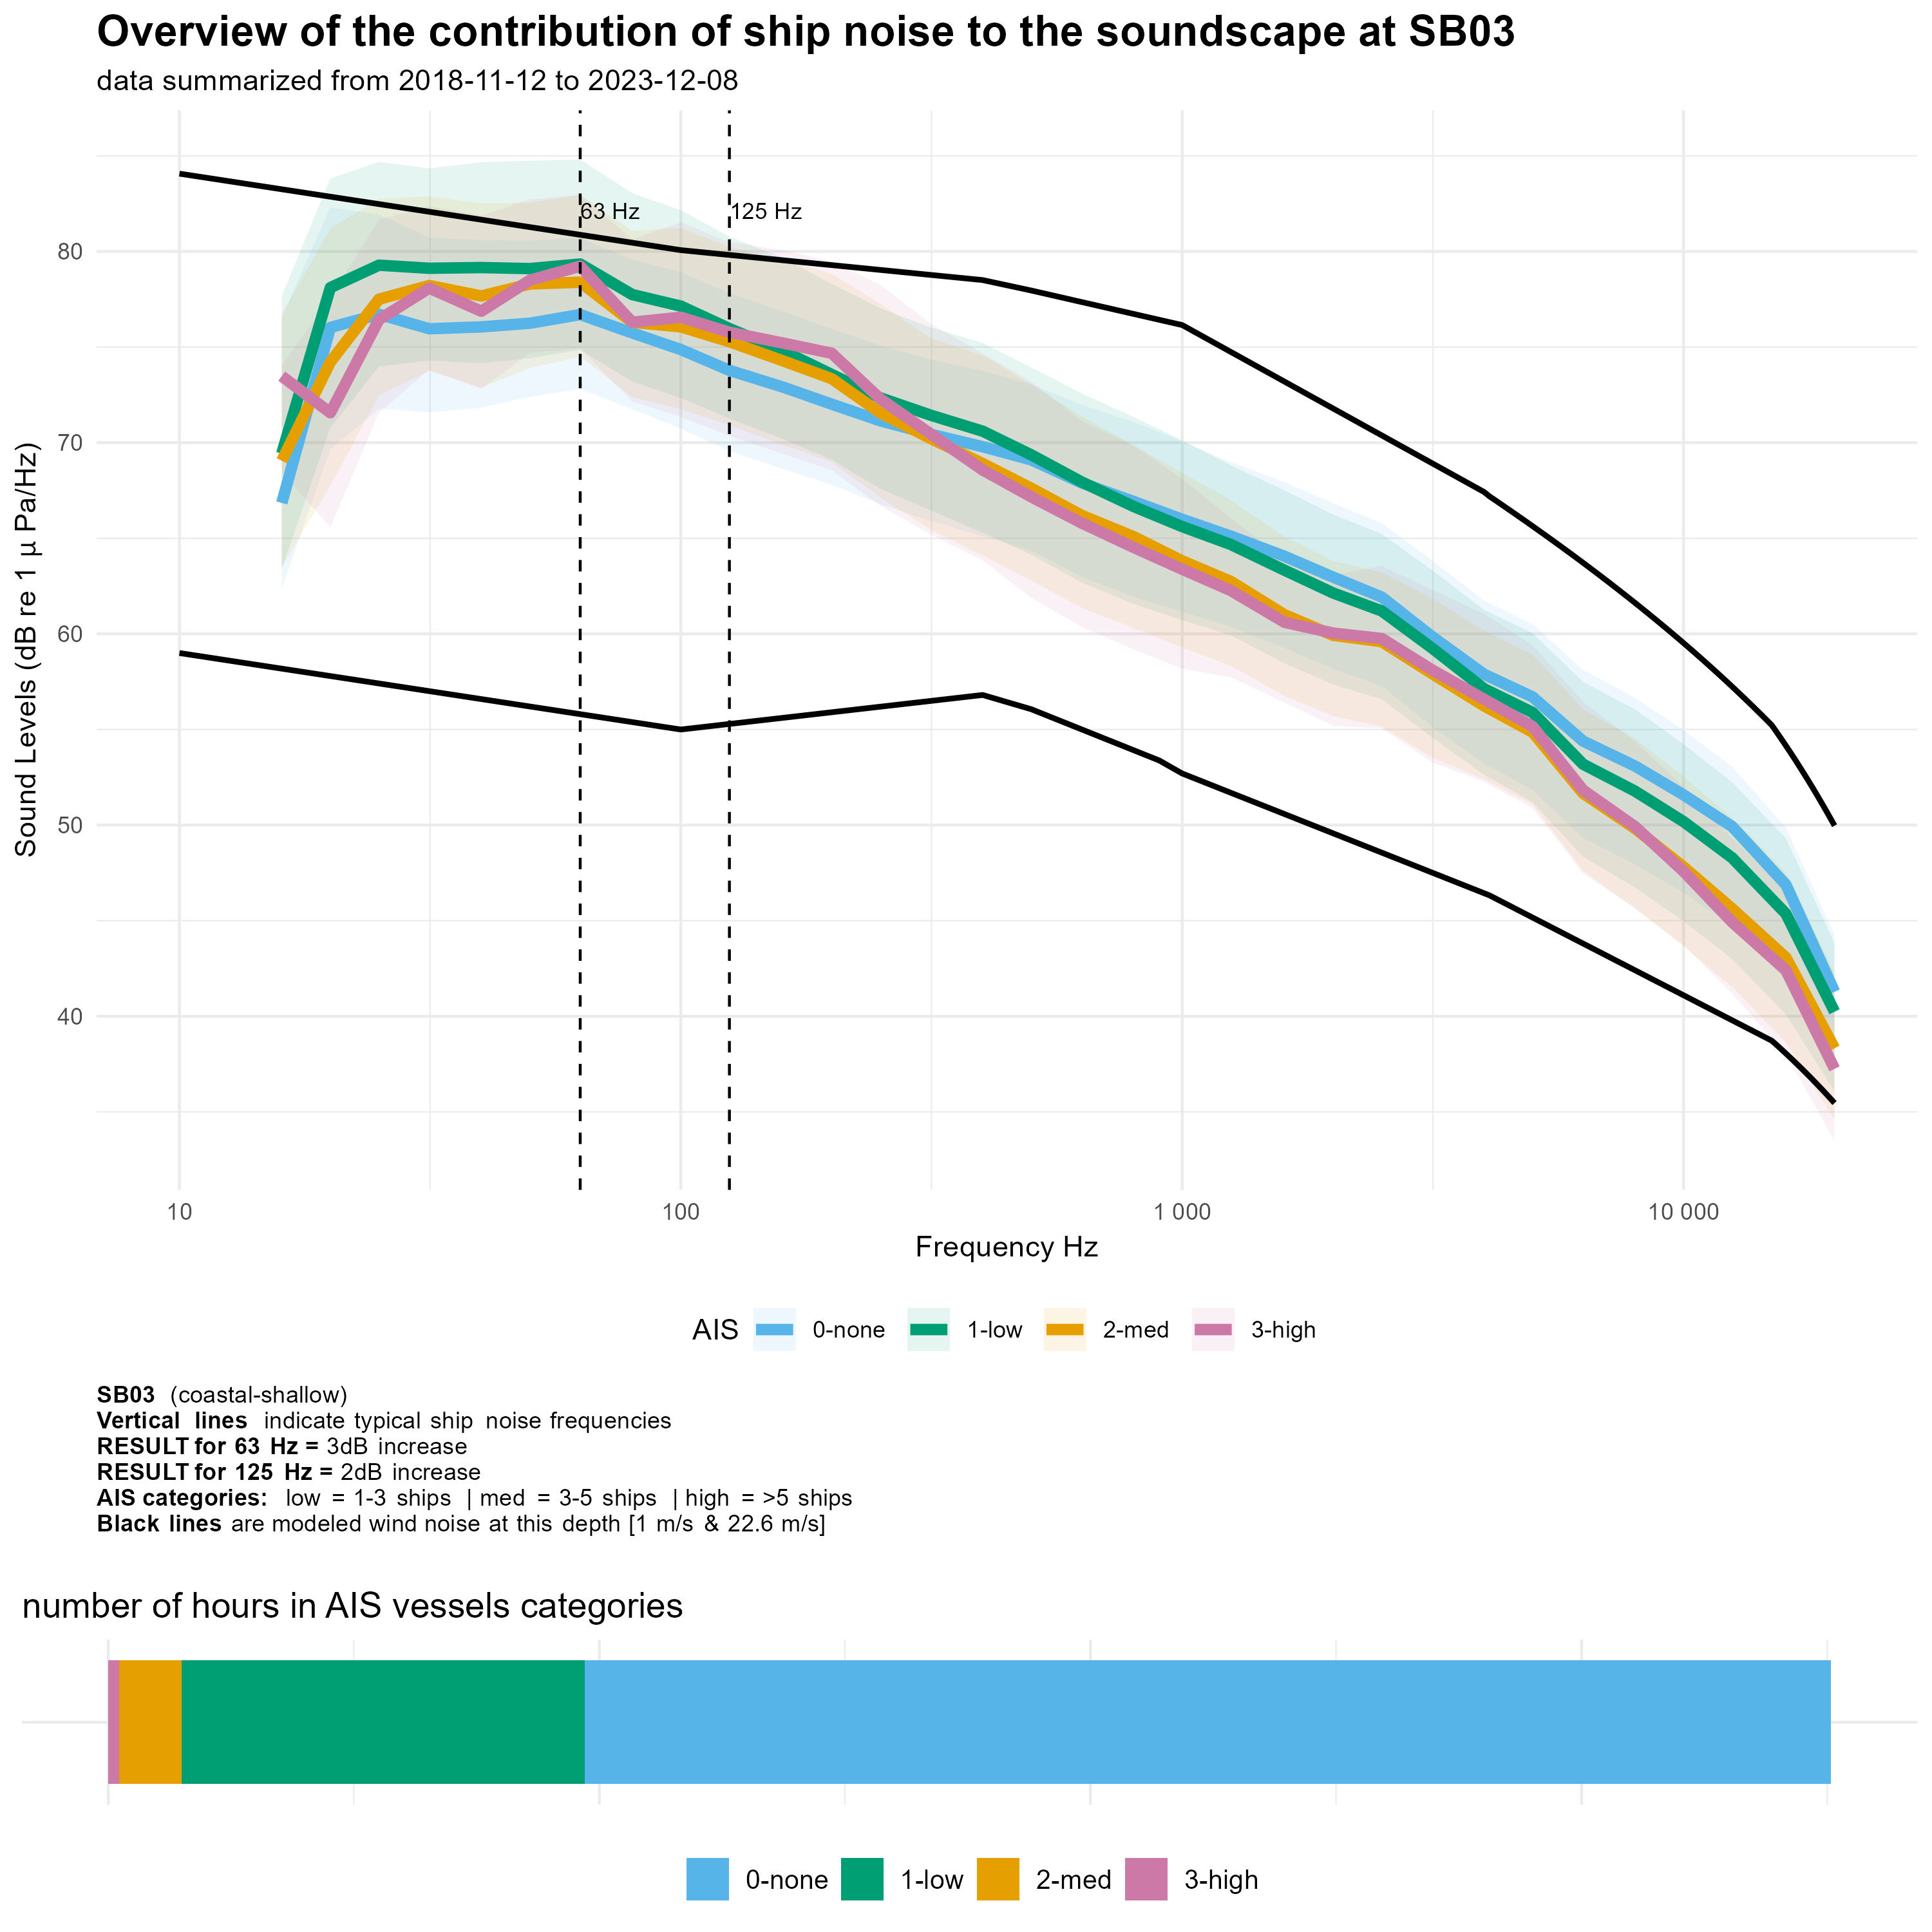 Overview of the contribution of ship noise to the soundscape at SB03
data summarized from 2018-11-12 to 2023-12-08
63 Hz
125 Hz
80
70
60
50
40
Sound Levels (dB re 1 µ Pa/Hz)
10
100
1 000
10 000
Frequency Hz
AIS 0-none 1-low 2-med 3-high
SB03 (coastal-shallow)
Vertical lines indicate typical ship noise frequencies
RESULT for 63 Hz = 3dB increase
RESULT for 125 Hz = 2dB increase
AIS categories: low = 1-3 ships | med = 3-5 ships | high = >5 ships
Black lines are modeled wind noise at this depth [1 m/s & 22.6 m/s]
number of hours in AIS vessels categories
0-none 1-low 2-med 3-high